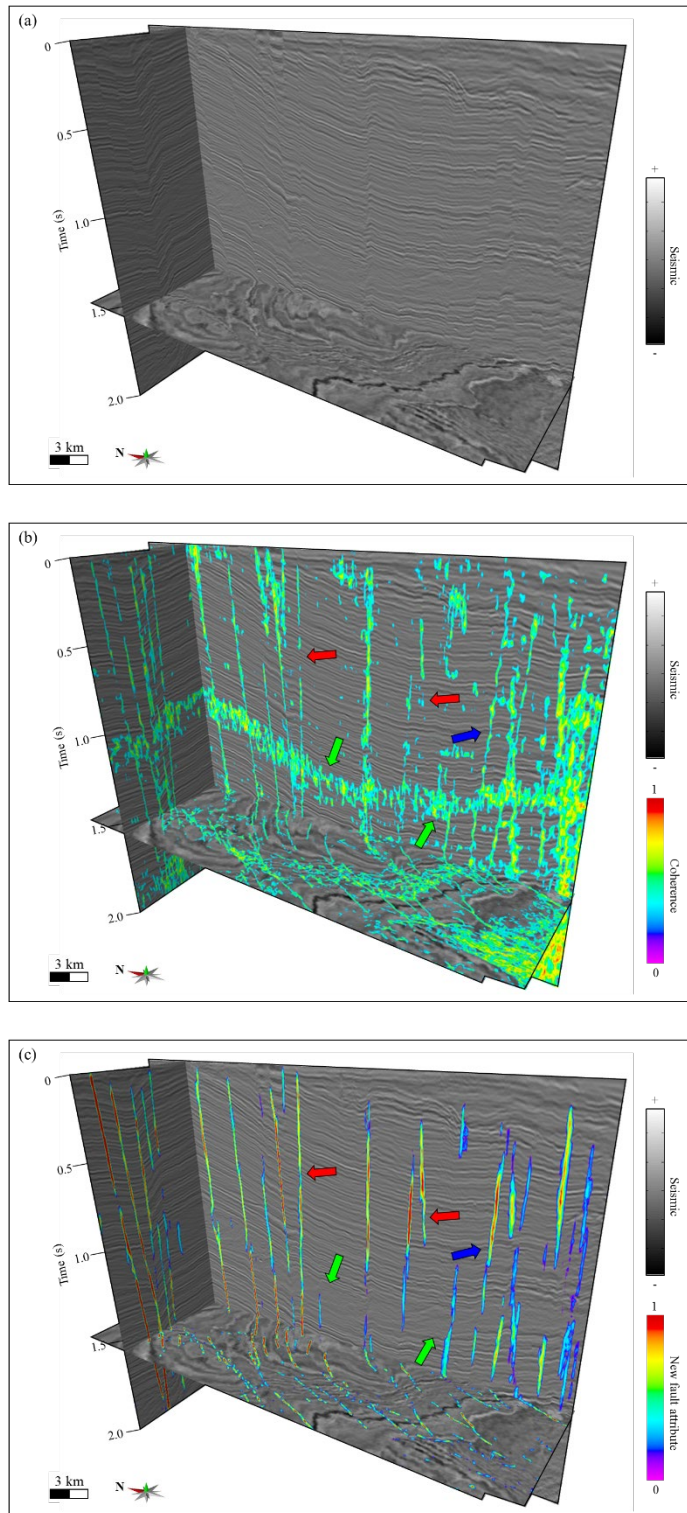 (a)
0
0.5
1.0
1.5
2.0
Time (s)
+
Seismic
-
3 km
N
(b)
0
0.5
1.0
1.5
2.0
Time (s)
+
Seismic
-
1
Coherence
0
3 km
N
(c)
0
0.5
1.0
1.5
2.0
Time (s)
+
Seismic
-
1
New fault attribute
0
3 km
N